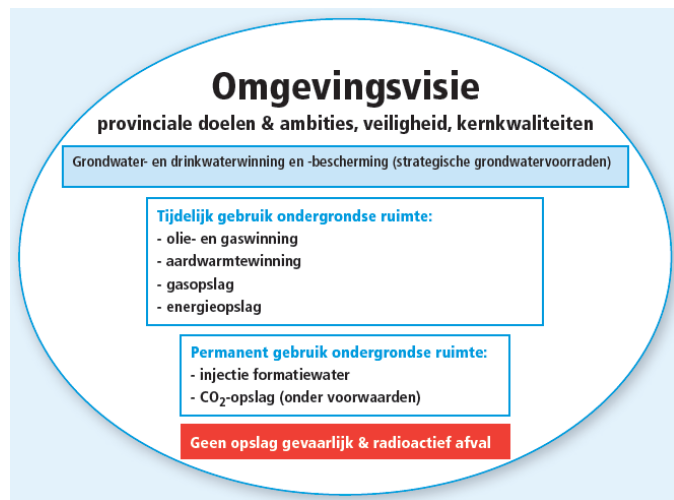 Omgevingsvisie
provinciale doelen & ambities, veiligheid, kernkwaliteiten
Grondwater- en drinkwaterwinning en -bescherming (strategische grondwatervoorraden)
Tijdelijk gebruik ondergrondse ruimte:
- olie- en gaswinning
- aardwarmtewinning
- gasopslag
- energieopslag
Permanent gebruik ondergrondse ruimte:
- injectie formatiewater
- CO₂-opslag (onder voorwaarden)
Geen opslag gevaarlijk & radioactief afval